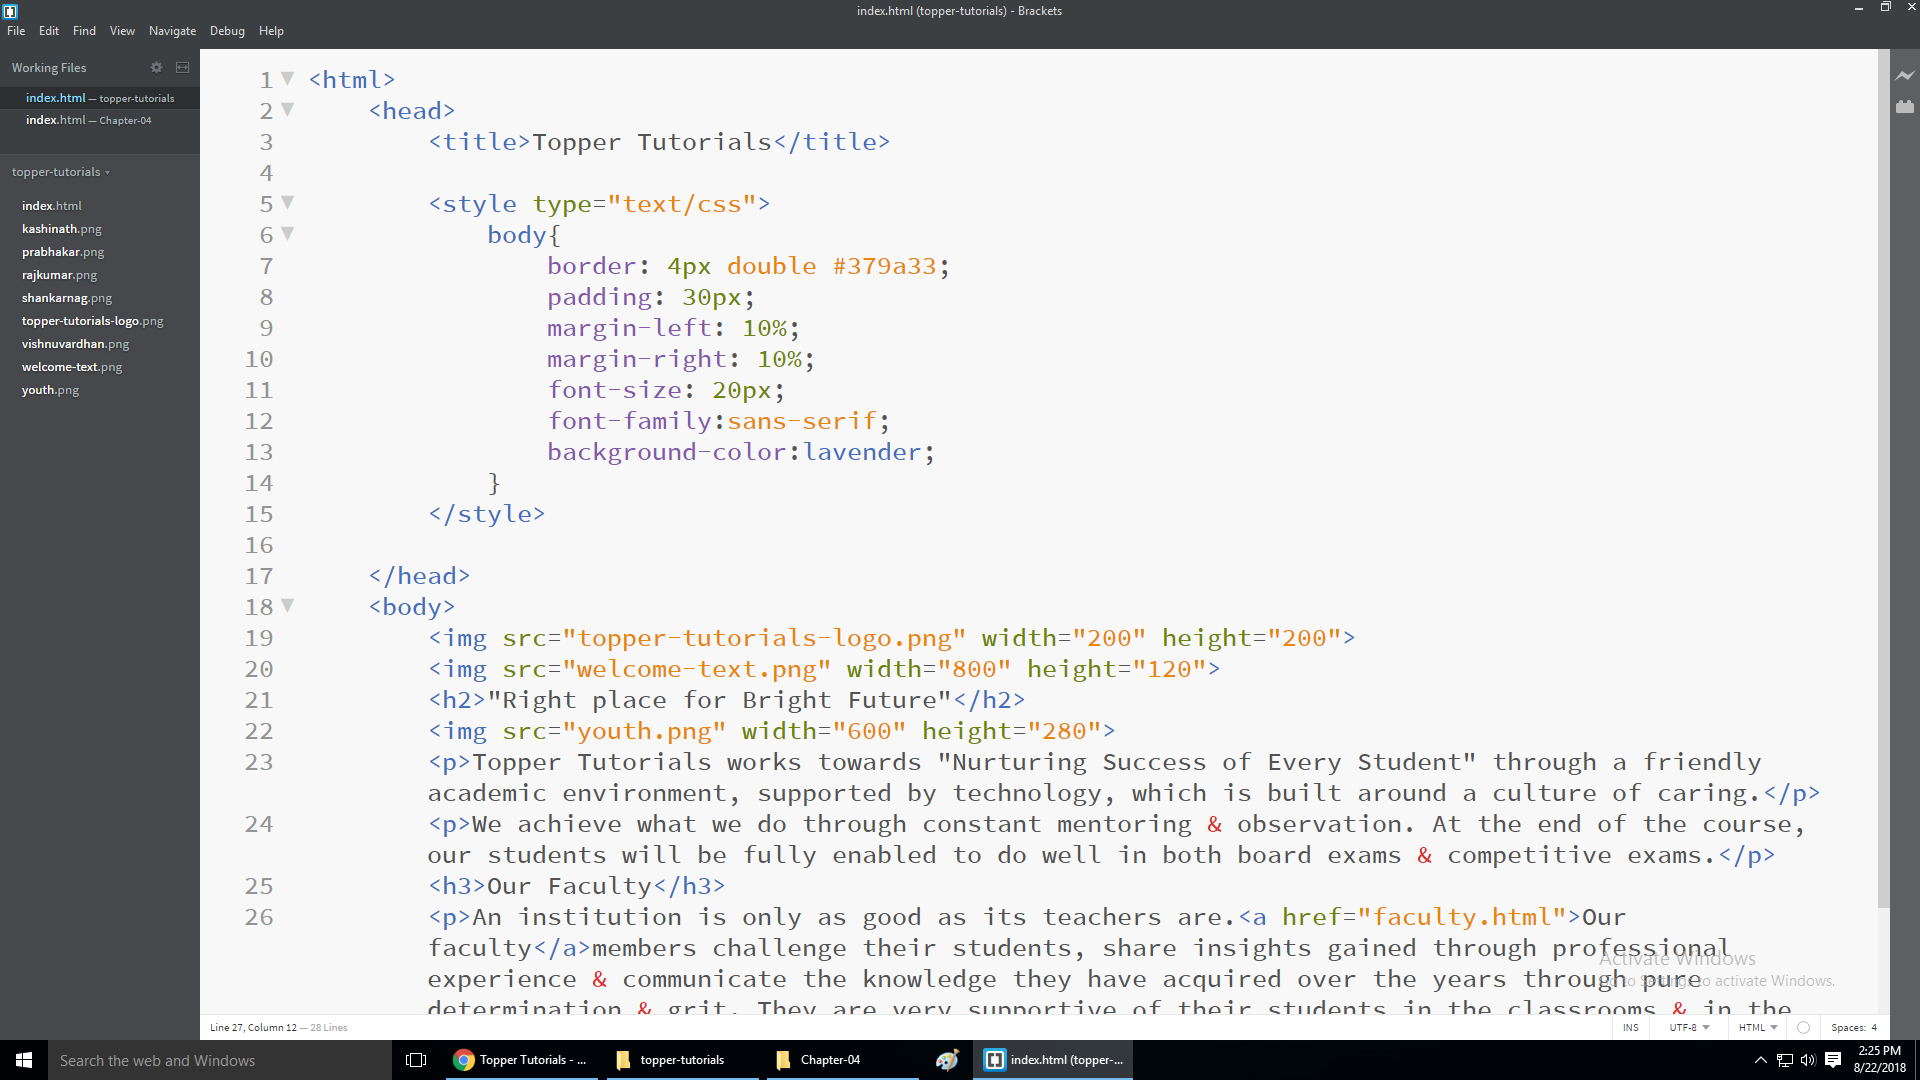 index.html (topper-tutorials) - Brackets
File Edit Find View Navigate Debug Help
Working Files
index.html — topper-tutorials
index.html — Chapter-04
topper-tutorials
index.html
kashinath.png
prabhakar.png
rajkumar.png
shankarnag.png
topper-tutorials-logo.png
vishnuvardhan.png
welcome-text.png
youth.png
1 <html>
2 <head>
3 <title>Topper Tutorials</title>
4
5 <style type="text/css">
6 body{
7 border: 4px double #379a33;
8 padding: 30px;
9 margin-left: 10%;
10 margin-right: 10%;
11 font-size: 20px;
12 font-family:sans-serif;
13 background-color:lavender;
14 }
15 </style>
16
17 </head>
18 <body>
19 <img src="topper-tutorials-logo.png" width="200" height="200">
20 <img src="welcome-text.png" width="800" height="120">
21 <h2>"Right place for Bright Future"</h2>
22 <img src="youth.png" width="600" height="280">
23 <p>Topper Tutorials works towards "Nurturing Success of Every Student" through a friendly
academic environment, supported by technology, which is built around a culture of caring.</p>
24 <p>We achieve what we do through constant mentoring & observation. At the end of the course,
our students will be fully enabled to do well in both board exams & competitive exams.</p>
25 <h3>Our Faculty</h3>
26 <p>An institution is only as good as its teachers are.<a href="faculty.html">Our
faculty</a>members challenge their students, share insights gained through professional
experience & communicate the knowledge they have acquired over the years through pure
determination & grit. They are very supportive of their students in the classrooms & in the
Activate Windows
Go to Settings to activate Windows.
Line 27, Column 12 — 28 Lines
INS UTF-8 HTML Spaces: 4
Search the web and Windows
Topper Tutorials - ...
topper-tutorials
Chapter-04
index.html (topper-...
2:25 PM
8/22/2018